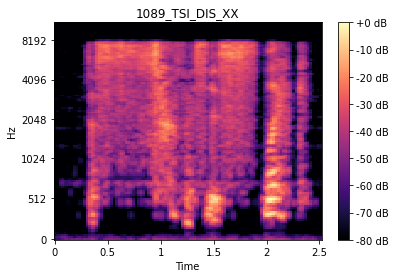 1089_TSI_DIS_XX
8192
4096
2048
1024
512
0
Hz
0
0.5
1
1.5
2
2.5
Time
+0 dB
-10 dB
-20 dB
-30 dB
-40 dB
-50 dB
-60 dB
-70 dB
-80 dB